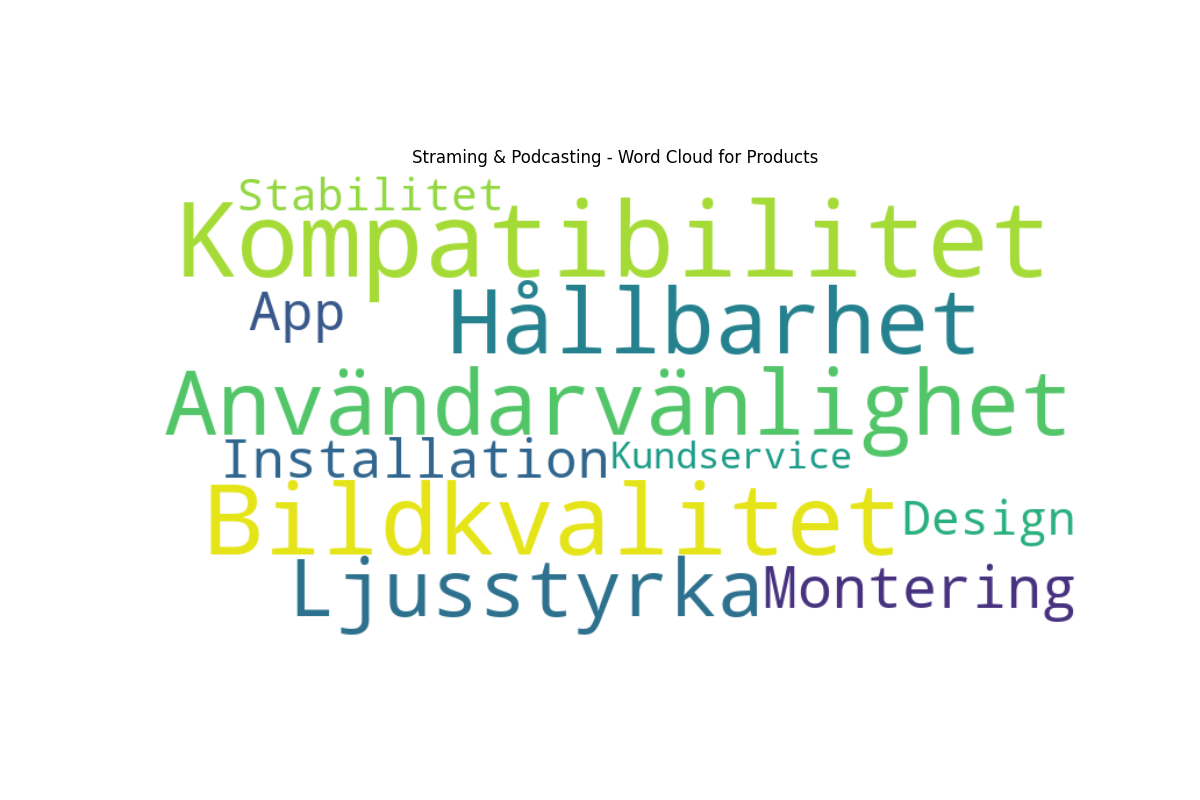 Straming & Podcasting - Word Cloud for Products
Stabilitet
Kompatibilitet
App
Hållbarhet
Användarvänlighet
Installation
Kundservice
Bildkvalitet
Design
Ljusstyrka
Montering